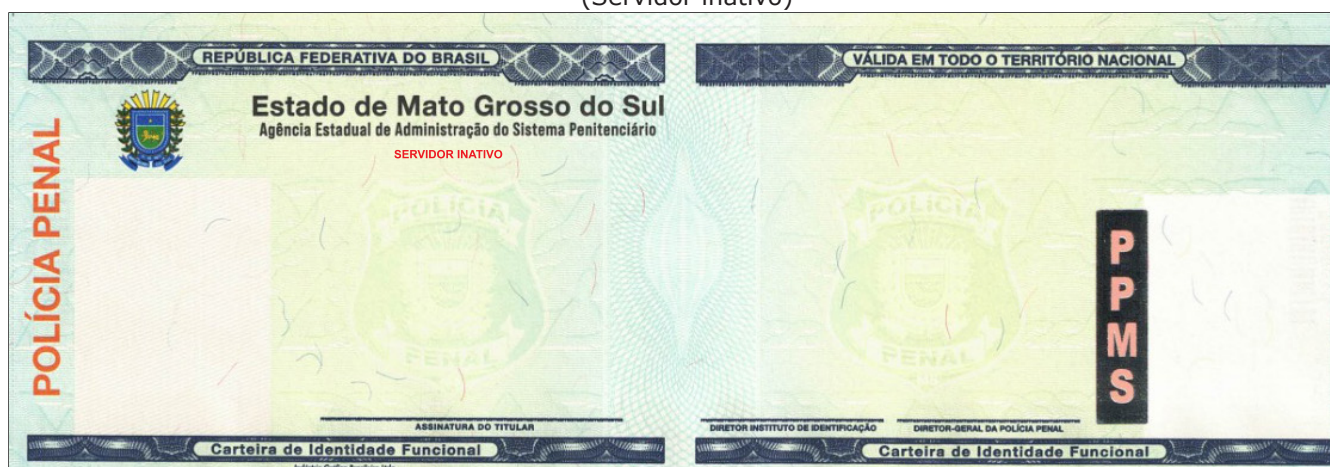 (Servidor Inativo)
REPÚBLICA FEDERATIVA DO BRASIL
Estado de Mato Grosso do Sul
Agência Estadual de Administração do Sistema Penitenciário
SERVIDOR INATIVO
POLÍCIA PENAL
POLICIA
PENAL
ASSINATURA DO TITULAR
Carteira de Identidade Funcional
VÁLIDA EM TODO O TERRITÓRIO NACIONAL
POLICIA
PENAL
PPMS
DIRETOR INSTITUTO DE IDENTIFICAÇÃO
DIRETOR-GERAL DA POLÍCIA PENAL
Carteira de Identidade Funcional